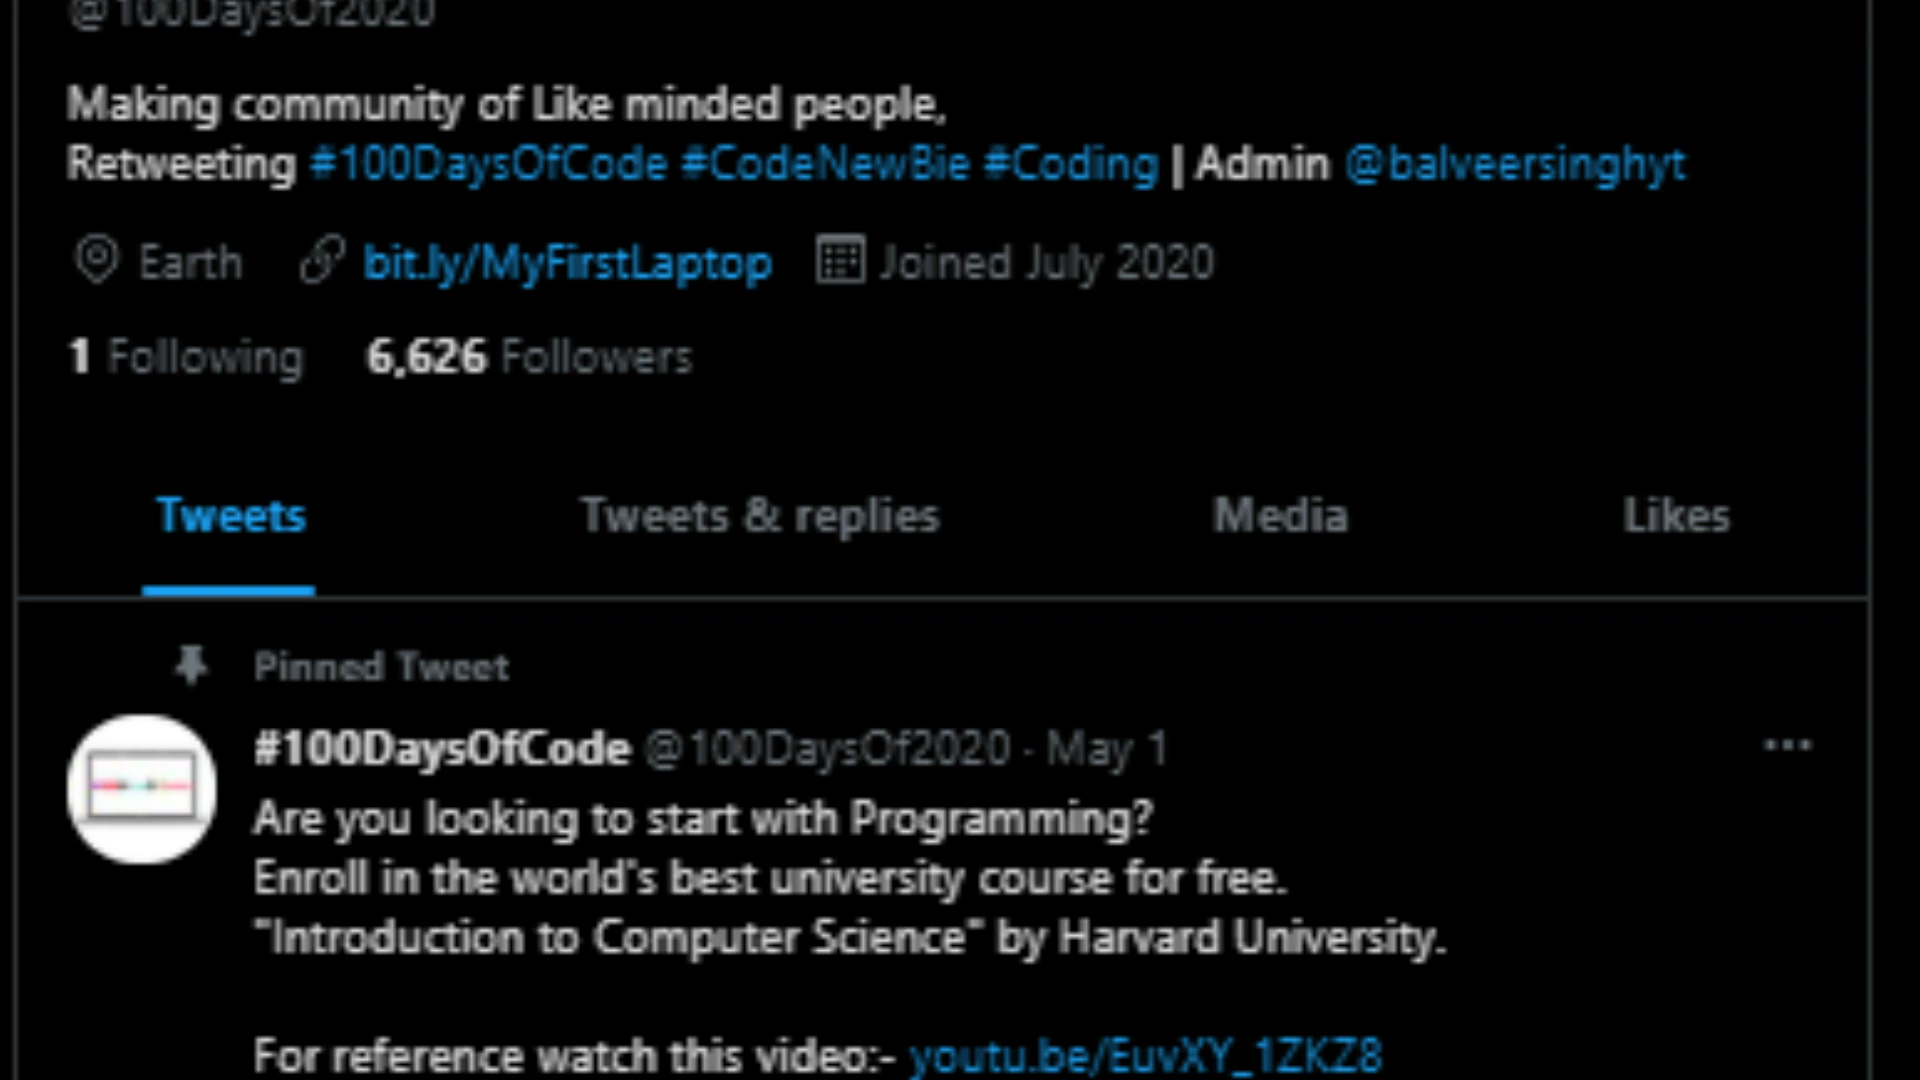 @100DaysOf2020
Making community of Like minded people,
Retweeting #100DaysOfCode #CodeNewBie #Coding | Admin @balveersinghyt
Earth bit.ly/MyFirstLaptop Joined July 2020
1 Following 6,626 Followers
Tweets Tweets & replies Media Likes
Pinned Tweet
#100DaysOfCode @100DaysOf2020 · May 1
Are you looking to start with Programming?
Enroll in the world's best university course for free.
"Introduction to Computer Science" by Harvard University.
For reference watch this video:- youtu.be/EuvXY_1ZKZ8